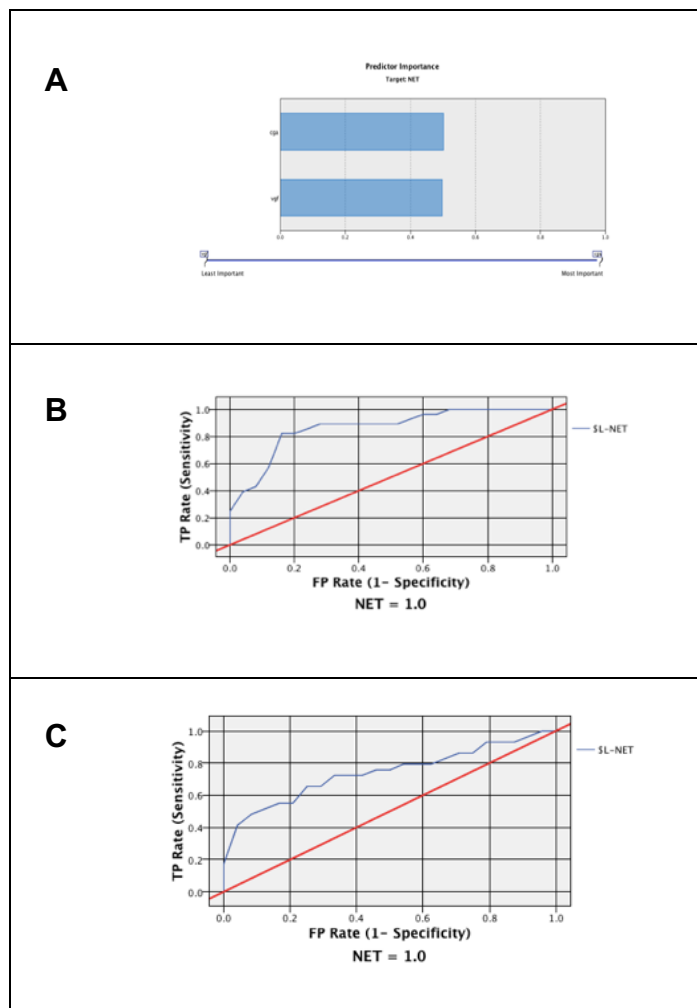 A
Predictor Importance
Target NET
cga
vgf
0.0 0.2 0.4 0.6 0.8 1.0
Least Important Most Important
B
TP Rate (Sensitivity)
1.0
0.8
0.6
0.4
0.2
0.0
0.0 0.2 0.4 0.6 0.8 1.0
FP Rate (1- Specificity)
NET = 1.0
$L-NET
C
TP Rate (Sensitivity)
1.0
0.8
0.6
0.4
0.2
0.0
0.0 0.2 0.4 0.6 0.8 1.0
FP Rate (1- Specificity)
NET = 1.0
$L-NET